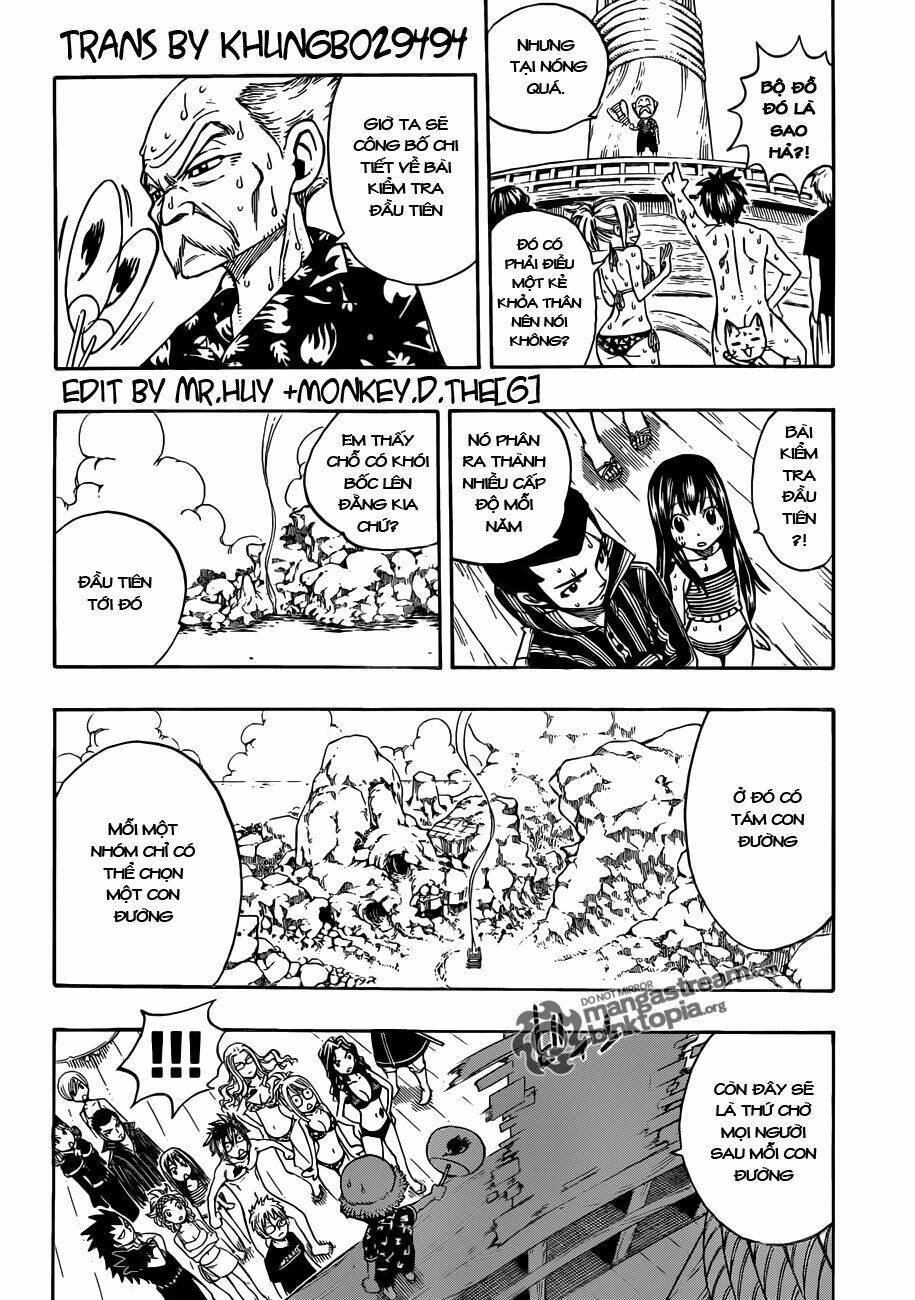 TRANS BY KHUNGBO29494
NHƯNG
TẠI NÓNG
QUÁ.
BỘ ĐỒ
ĐÓ LÀ
SAO
HẢ?!
GIỜ TA SẼ
CÔNG BỐ CHI
TIẾT VỀ BÀI
KIỂM TRA
ĐẦU TIÊN
ĐÓ CÓ
PHẢI ĐIỀU
MỘT KẺ
KHỎA THÂN
NÊN NÓI
KHÔNG?
EDIT BY MR.HUY +MONKEY.D.THE[G]
EM THẤY
CHỖ CÓ KHÓI
BỐC LÊN
ĐẰNG KIA
CHỨ?
ĐẦU TIÊN
TỚI ĐÓ
BÀI
KIỂM TRA
ĐẦU
TIÊN
?!
NÓ PHÂN
RA THÀNH
NHIỀU CẤP
ĐỘ MỖI
NĂM
Ở ĐÓ CÓ
TÁM CON
ĐƯỜNG
MỖI MỘT
NHÓM CHỈ CÓ
THỂ CHỌN
MỘT CON
ĐƯỜNG
DO NOT MIRROR
mangastream.com
binktopia.org
!!!
CÒN ĐÂY SẼ
LÀ THỨ CHỜ
MỌI NGƯỜI
SAU MỖI CON
ĐƯỜNG